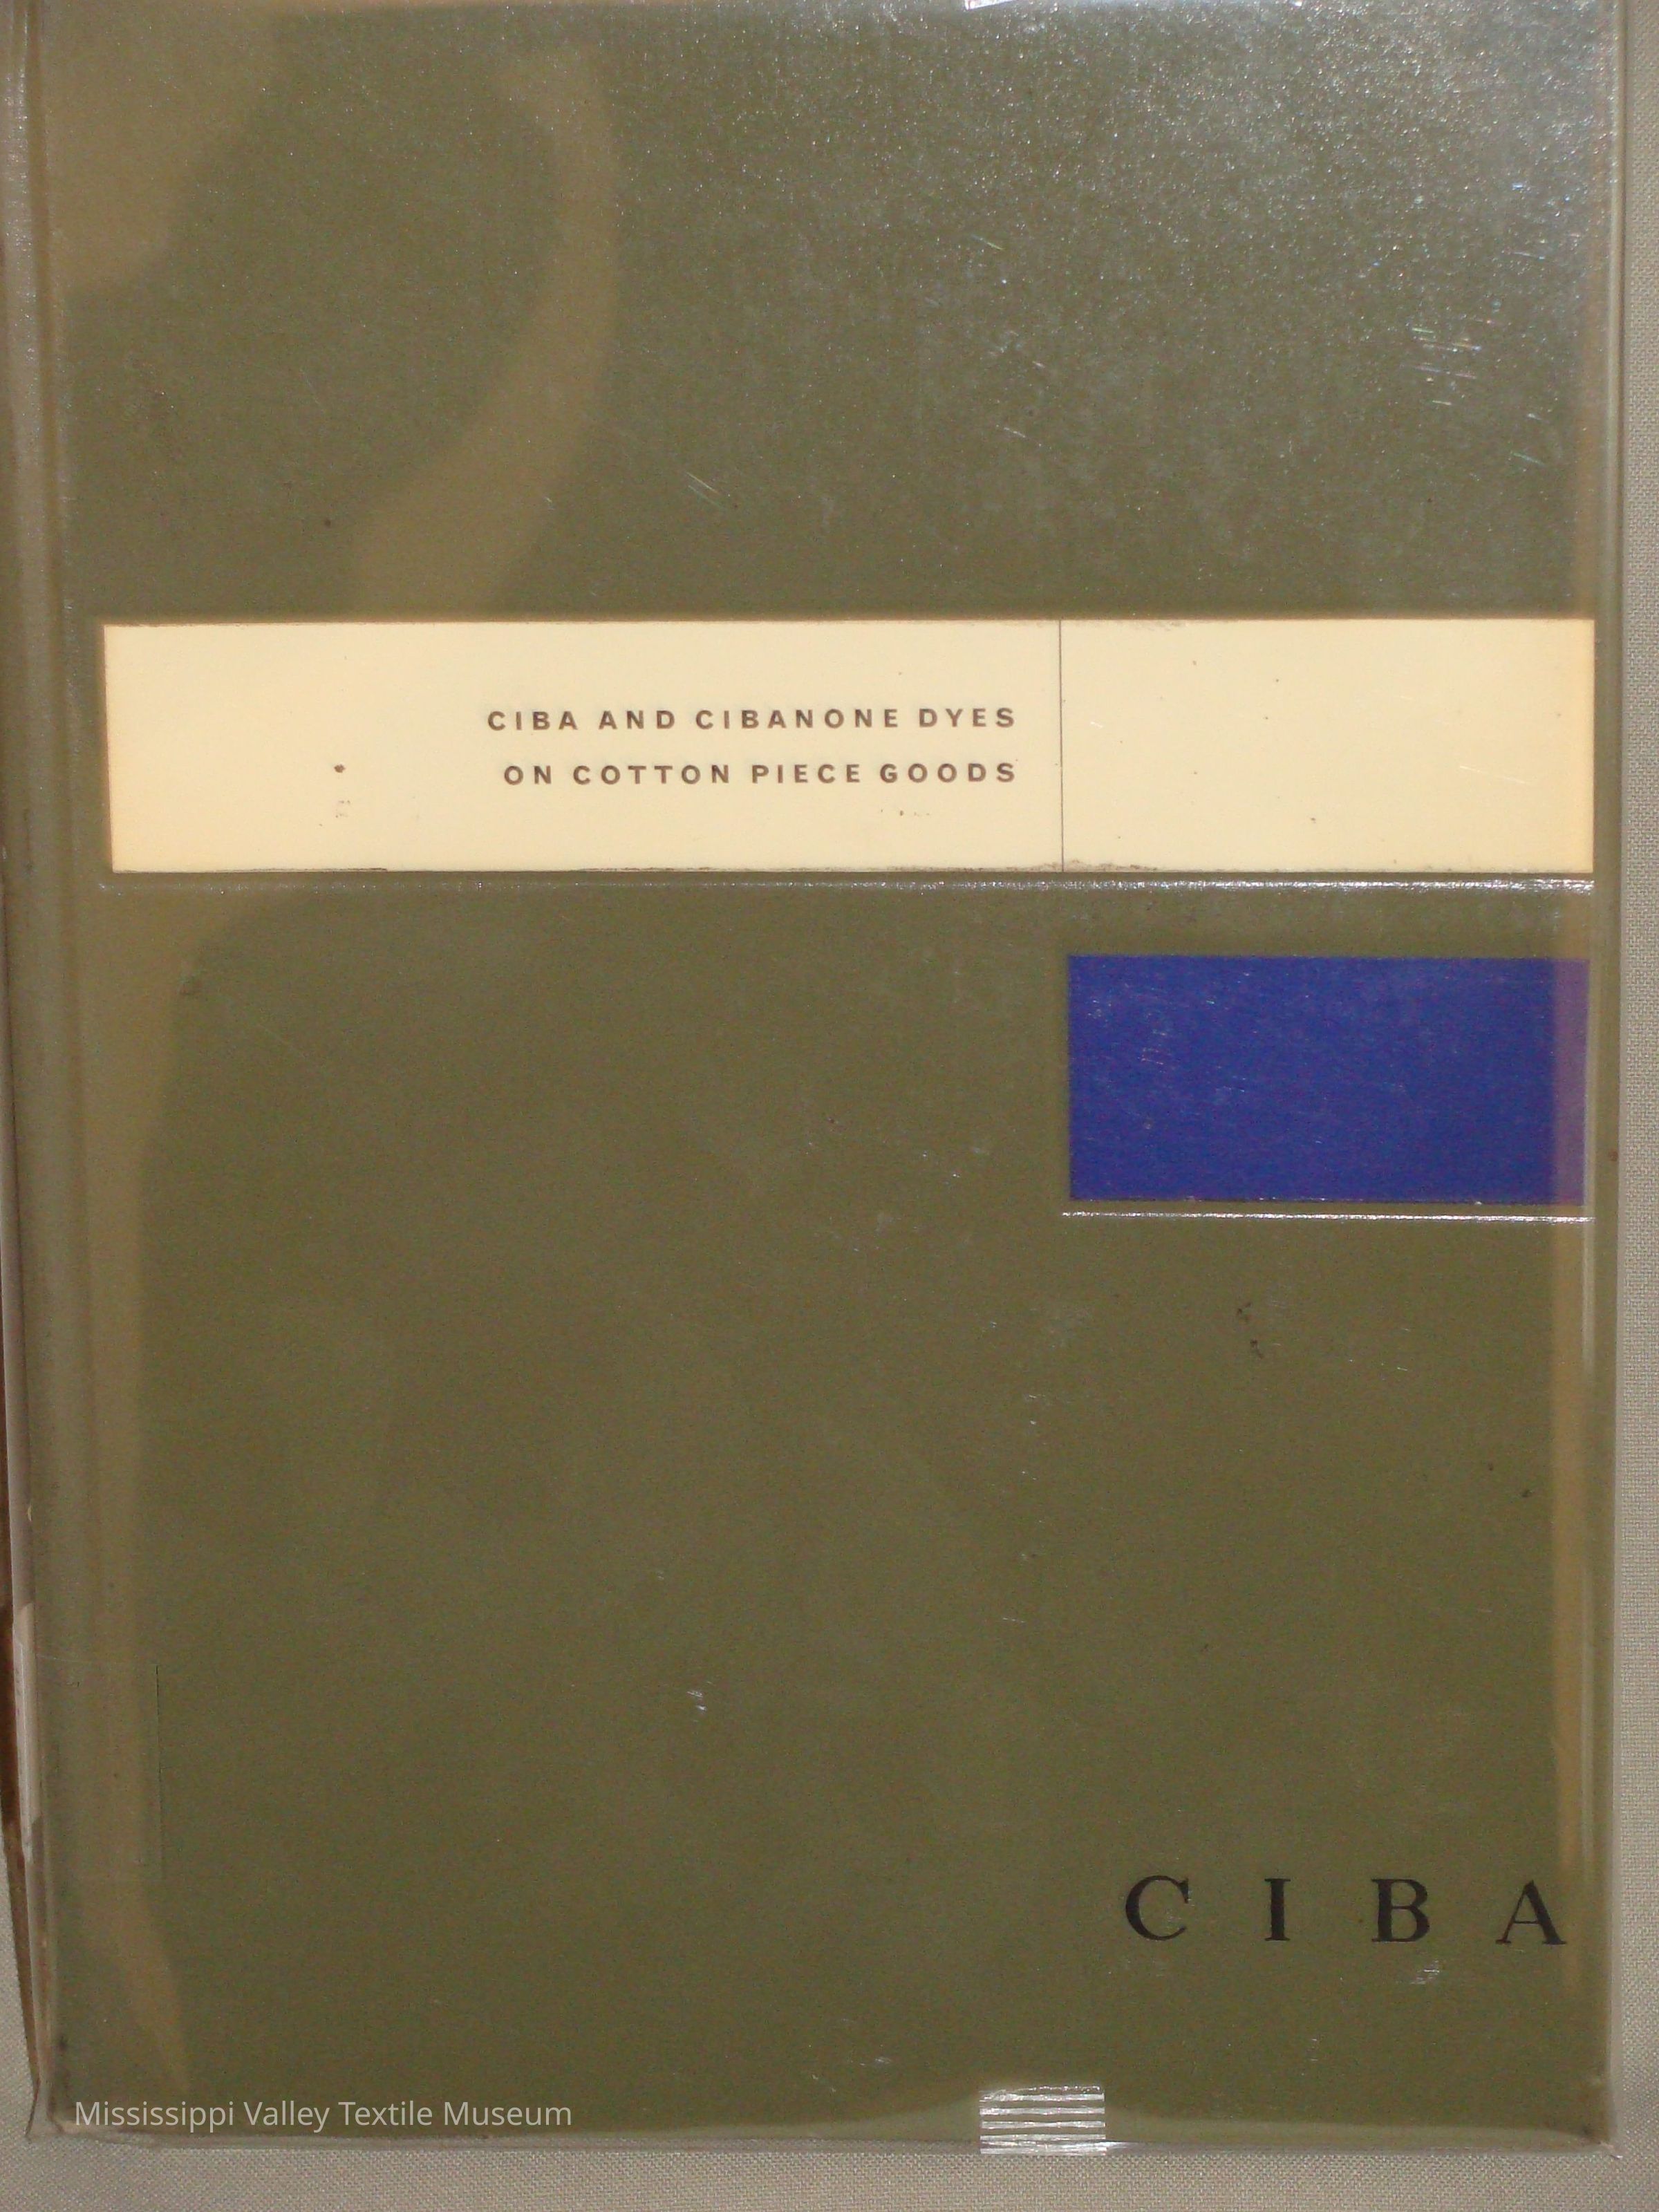 CIBA AND CIBANONE DYES
ON COTTON PIECE GOODS
CIBA
Mississippi Valley Textile Museum